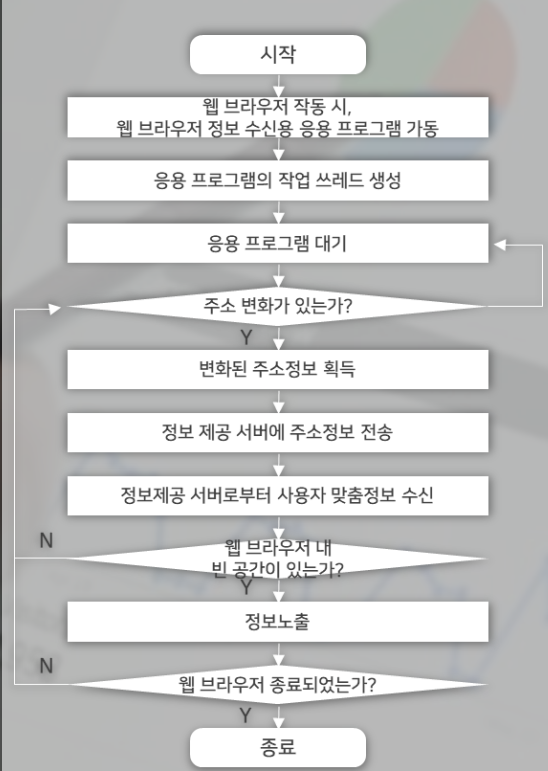 시작
웹 브라우저 작동 시,
웹 브라우저 정보 수신용 응용 프로그램 가동
응용 프로그램의 작업 쓰레드 생성
응용 프로그램 대기
주소 변화가 있는가?
Y
변화된 주소정보 획득
정보 제공 서버에 주소정보 전송
정보제공 서버로부터 사용자 맞춤정보 수신
N
웹 브라우저 내
빈 공간이 있는가?
Y
정보노출
N
웹 브라우저 종료되었는가?
Y
종료